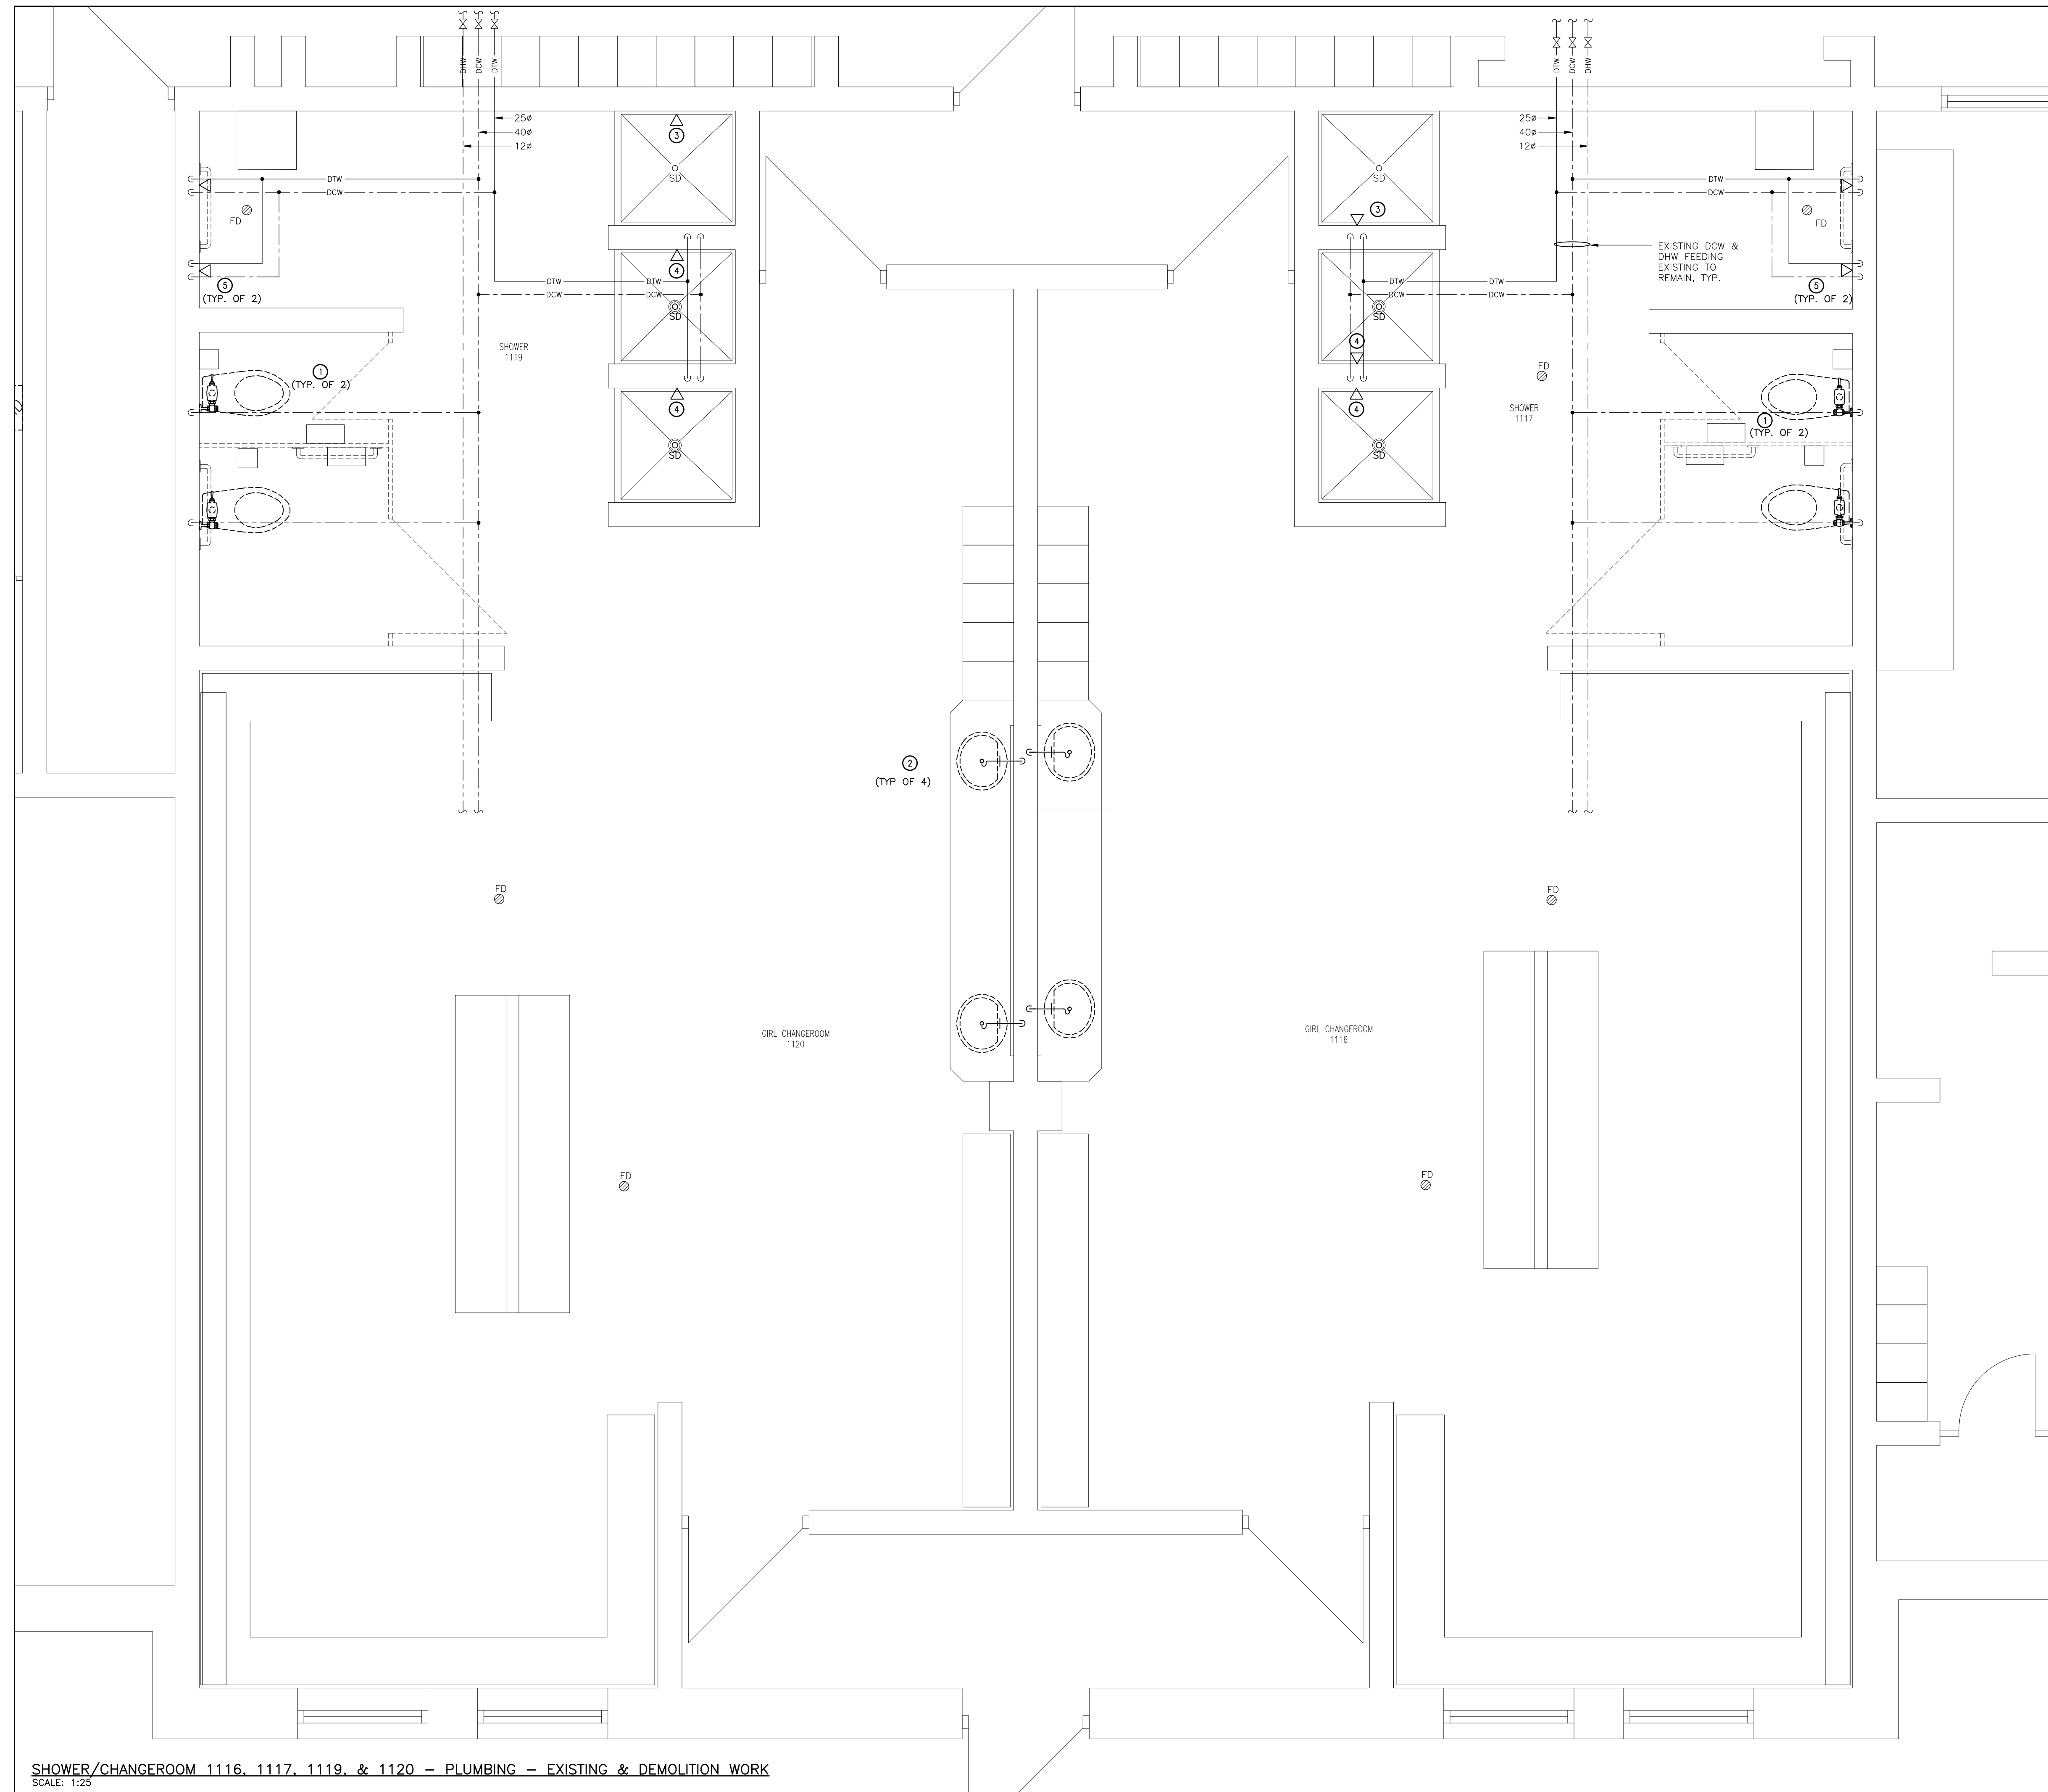 DHW
DCW
DTW
DTW
DCW
DHW
25ø
40ø
12ø
25ø
40ø
12ø
3
SD
3
SD
DTW
DCW
FD
DTW
DCW
FD
5
(TYP. OF 2)
4
DTW
DTW
DCW
DCW
SD
DTW
DTW
DCW
DCW
SD
4
EXISTING DCW &
DHW FEEDING
EXISTING TO
REMAIN, TYP.
5
(TYP. OF 2)
SHOWER
1119
1
(TYP. OF 2)
4
SD
4
SD
FD
SHOWER
1117
1
(TYP. OF 2)
2
(TYP OF 4)
FD
FD
GIRL CHANGEROOM
1120
GIRL CHANGEROOM
1116
FD
FD
SHOWER/CHANGEROOM 1116, 1117, 1119, & 1120 – PLUMBING – EXISTING & DEMOLITION WORK
SCALE: 1:25